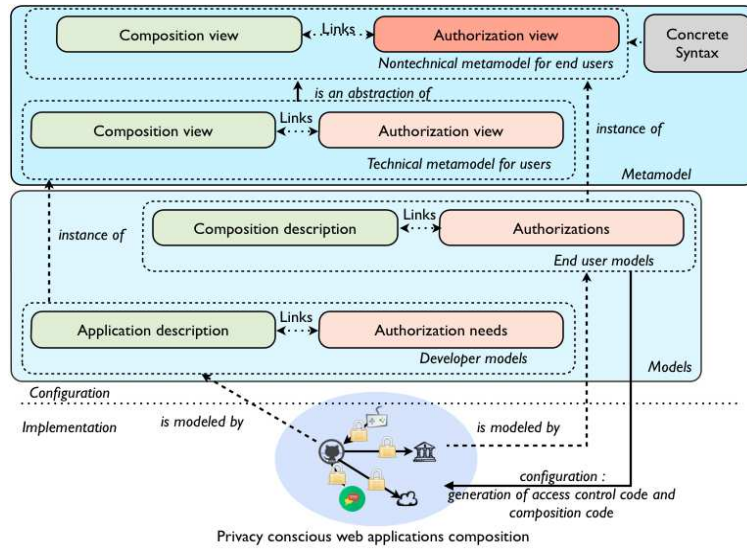 Composition view
Links
Authorization view
Concrete
Syntax
Nontechnical metamodel for end users
is an abstraction of
Composition view
Links
Authorization view
instance of
Technical metamodel for users
Metamodel
instance of
Composition description
Links
Authorizations
End user models
Application description
Links
Authorization needs
Developer models
Models
Configuration
Implementation
is modeled by
is modeled by
configuration :
generation of access control code and
composition code
Privacy conscious web applications composition